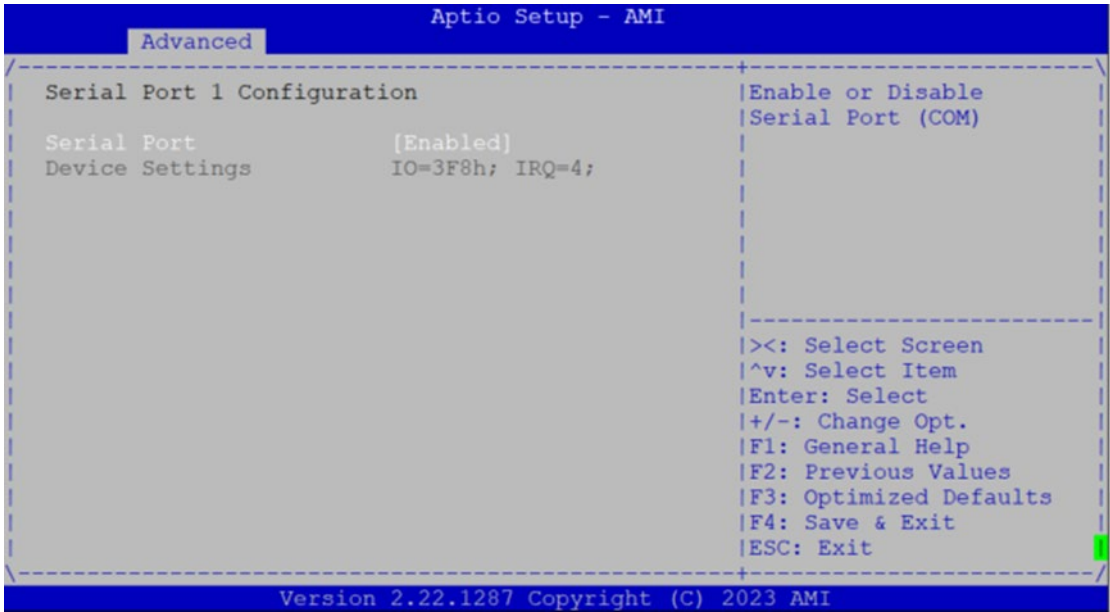 Aptio Setup - AMI
Advanced
Serial Port 1 Configuration
Serial Port [Enabled]
Device Settings IO=3F8h; IRQ=4;
Enable or Disable
Serial Port (COM)
><: Select Screen
^v: Select Item
Enter: Select
+/-: Change Opt.
F1: General Help
F2: Previous Values
F3: Optimized Defaults
F4: Save & Exit
ESC: Exit
Version 2.22.1287 Copyright (C) 2023 AMI